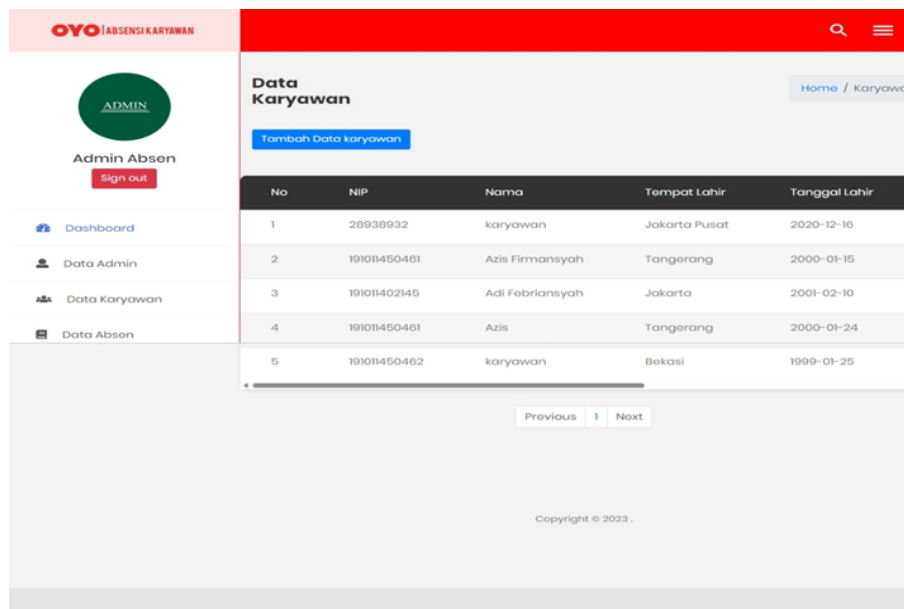 OYO | ABSENSI KARYAWAN
ADMIN
Admin Absen
Sign out
Dashboard
Data Admin
Data Karyawan
Data Absen
Data
Karyawan
Home / Karyawa
Tambah Data karyawan
No NIP Nama Tempat Lahir Tanggal Lahir
1 28938932 karyawan Jakarta Pusat 2020-12-16
2 191011450461 Azis Firmansyah Tangerang 2000-01-15
3 191011402145 Adi Febriansyah Jakarta 2001-02-10
4 191011450461 Azis Tangerang 2000-01-24
5 191011450462 karyawan Bekasi 1999-01-25
Previous 1 Next
Copyright © 2023 .